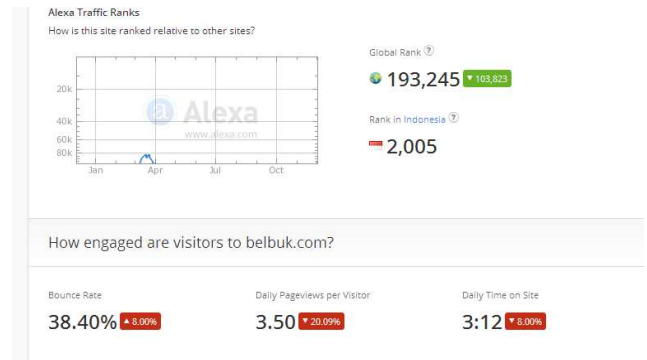 Alexa Traffic Ranks
How is this site ranked relative to other sites?
Global Rank ?
193,245 ▼ 103,823
Rank in Indonesia ?
2,005
20k
40k
60k
80k
Jan Apr Jul Oct
a Alexa
www.alexa.com
How engaged are visitors to belbuk.com?
Bounce Rate
38.40% ▲ 8.00%
Daily Pageviews per Visitor
3.50 ▼ 20.09%
Daily Time on Site
3:12 ▼ 8.00%